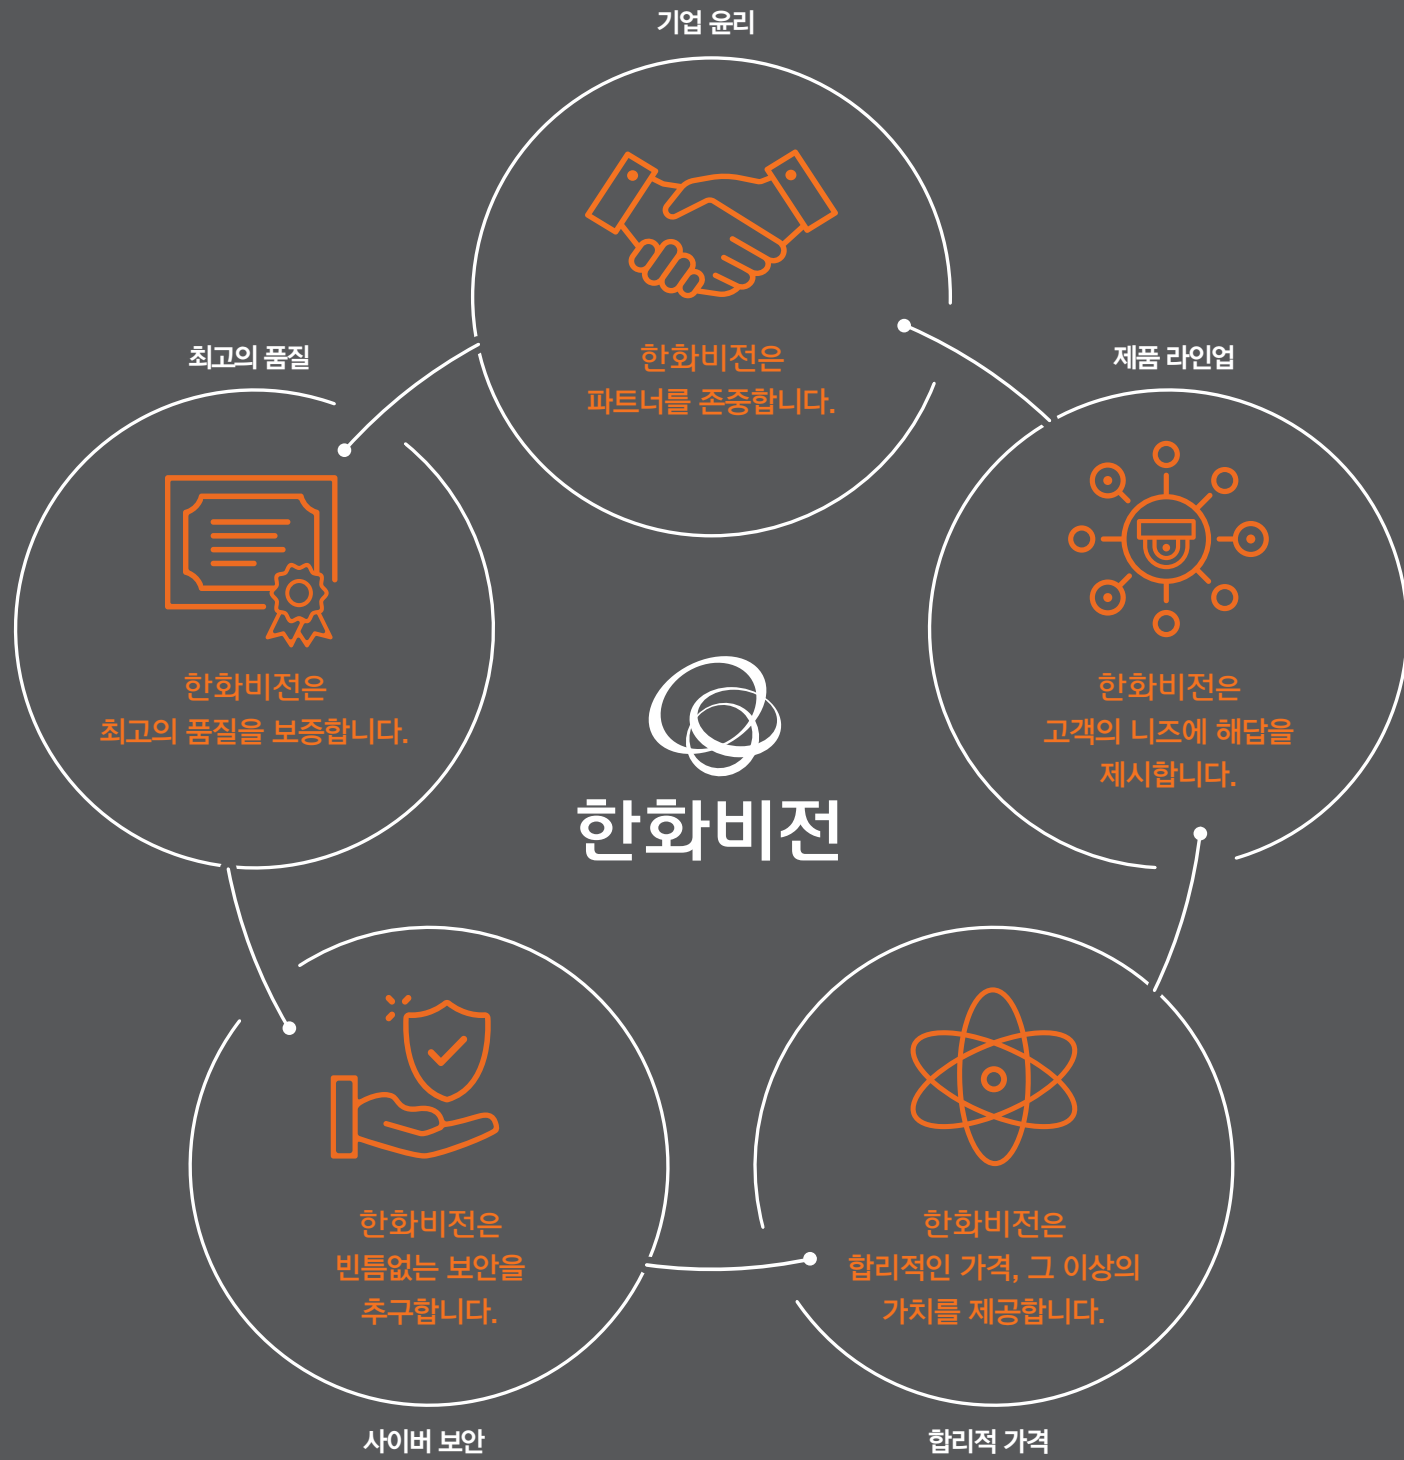 기업 윤리
한화비전은
파트너를 존중합니다.
최고의 품질
한화비전은
최고의 품질을 보증합니다.
제품 라인업
한화비전은
고객의 니즈에 해답을
제시합니다.
한화비전
한화비전은
빈틈없는 보안을
추구합니다.
사이버 보안
한화비전은
합리적인 가격, 그 이상의
가치를 제공합니다.
합리적 가격